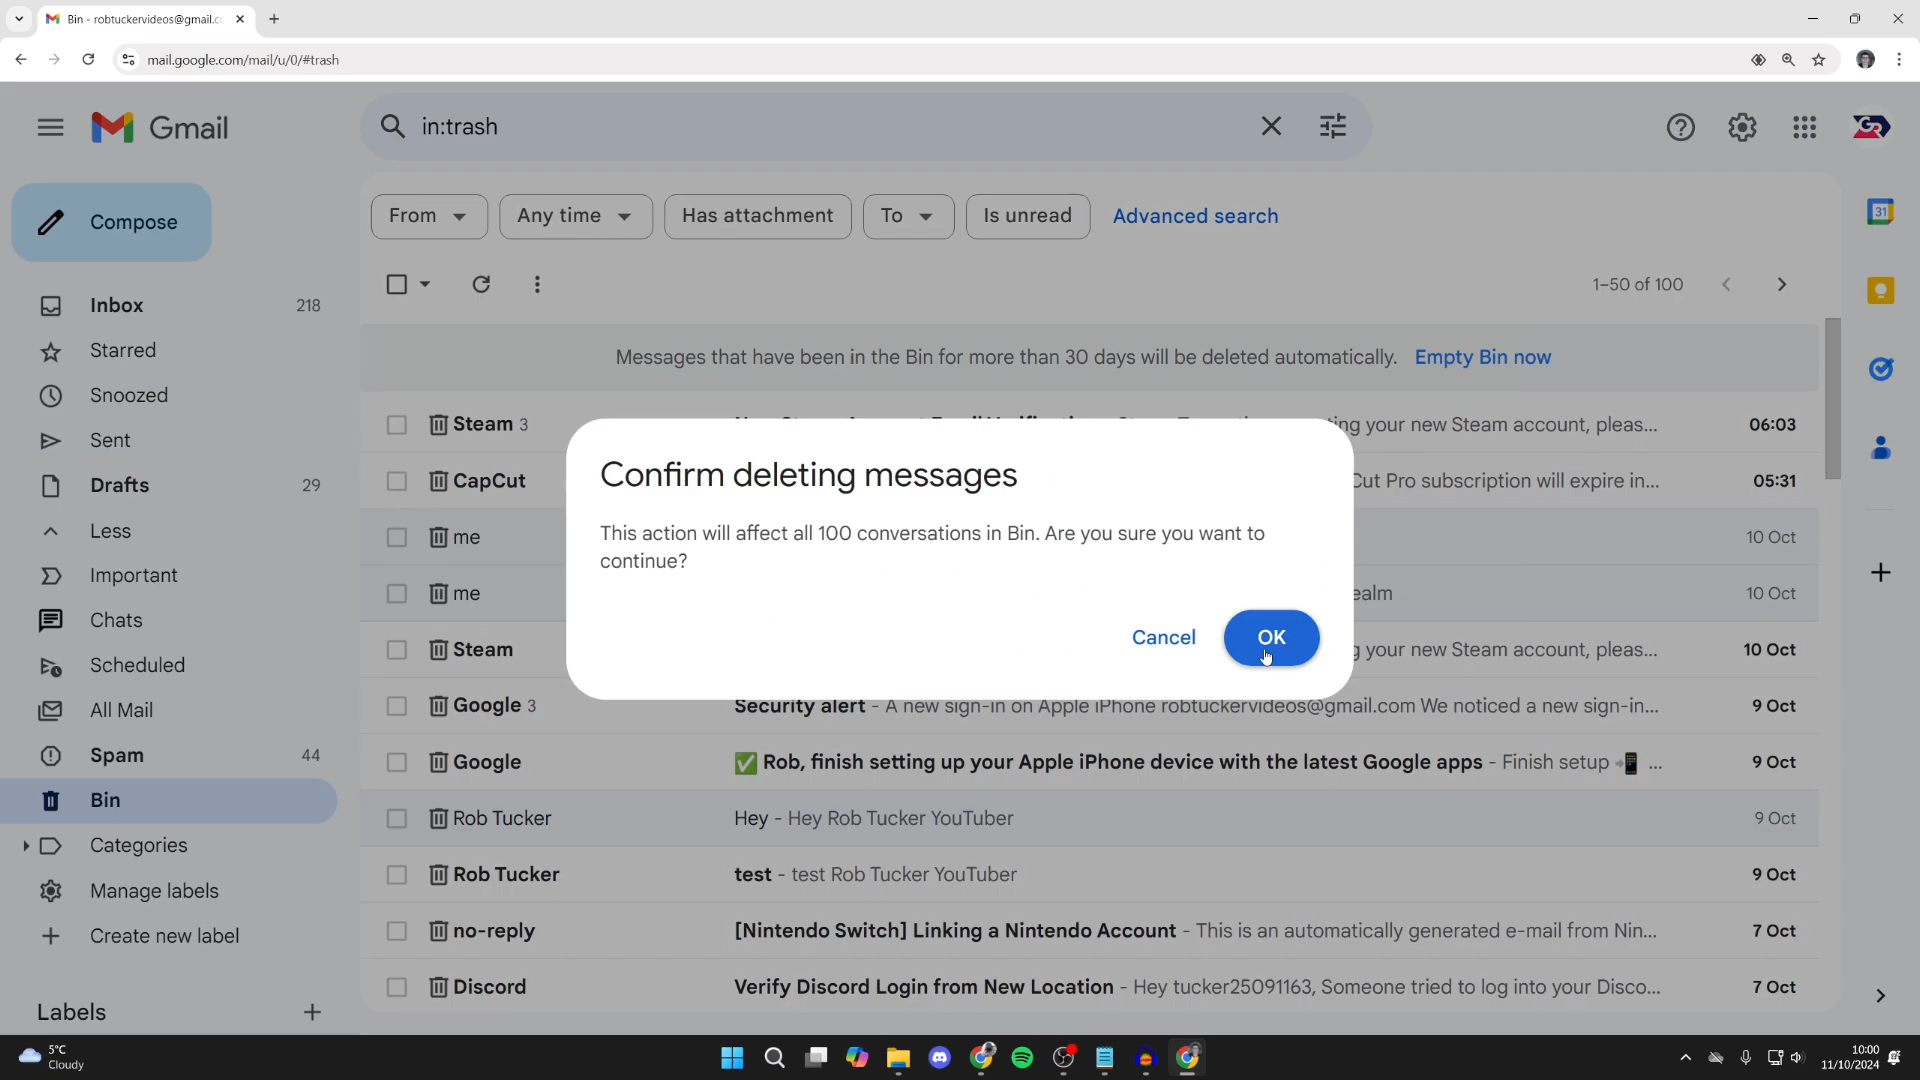 Bin - robtuckervideos@gmail.c
mail.google.com/mail/u/0/#trash
Gmail
in:trash
Compose
From
Any time
Has attachment
To
Is unread
Advanced search
1–50 of 100
Inbox 218
Starred
Snoozed
Sent
Drafts 29
Less
Important
Chats
Scheduled
All Mail
Spam 44
Bin
Categories
Manage labels
Create new label
Labels
Messages that have been in the Bin for more than 30 days will be deleted automatically. Empty Bin now
Steam 3 ing your new Steam account, pleas... 06:03
CapCut Cut Pro subscription will expire in... 05:31
me 10 Oct
me ealm 10 Oct
Steam g your new Steam account, pleas... 10 Oct
Google 3 Security alert - A new sign-in on Apple iPhone robtuckervideos@gmail.com We noticed a new sign-in... 9 Oct
Google ✅ Rob, finish setting up your Apple iPhone device with the latest Google apps - Finish setup 📲 ... 9 Oct
Rob Tucker Hey - Hey Rob Tucker YouTuber 9 Oct
Rob Tucker test - test Rob Tucker YouTuber 9 Oct
no-reply [Nintendo Switch] Linking a Nintendo Account - This is an automatically generated e-mail from Nin... 7 Oct
Discord Verify Discord Login from New Location - Hey tucker25091163, Someone tried to log into your Disco... 7 Oct
Confirm deleting messages
This action will affect all 100 conversations in Bin. Are you sure you want to
continue?
Cancel
OK
31
5°C
Cloudy
10:00
11/10/2024